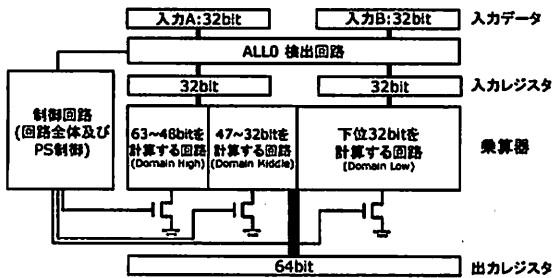 入力A:32bit
入力B:32bit
入力データ
ALL0 検出回路
32bit
32bit
入力レジスタ
制御回路
(回路全体及び
PS制御)
63~48bitを
計算する回路
(Domain High)
47~32bitを
計算する回路
(Domain Middle)
下位32bitを
計算する回路
(Domain Low)
乗算器
64bit
出力レジスタ